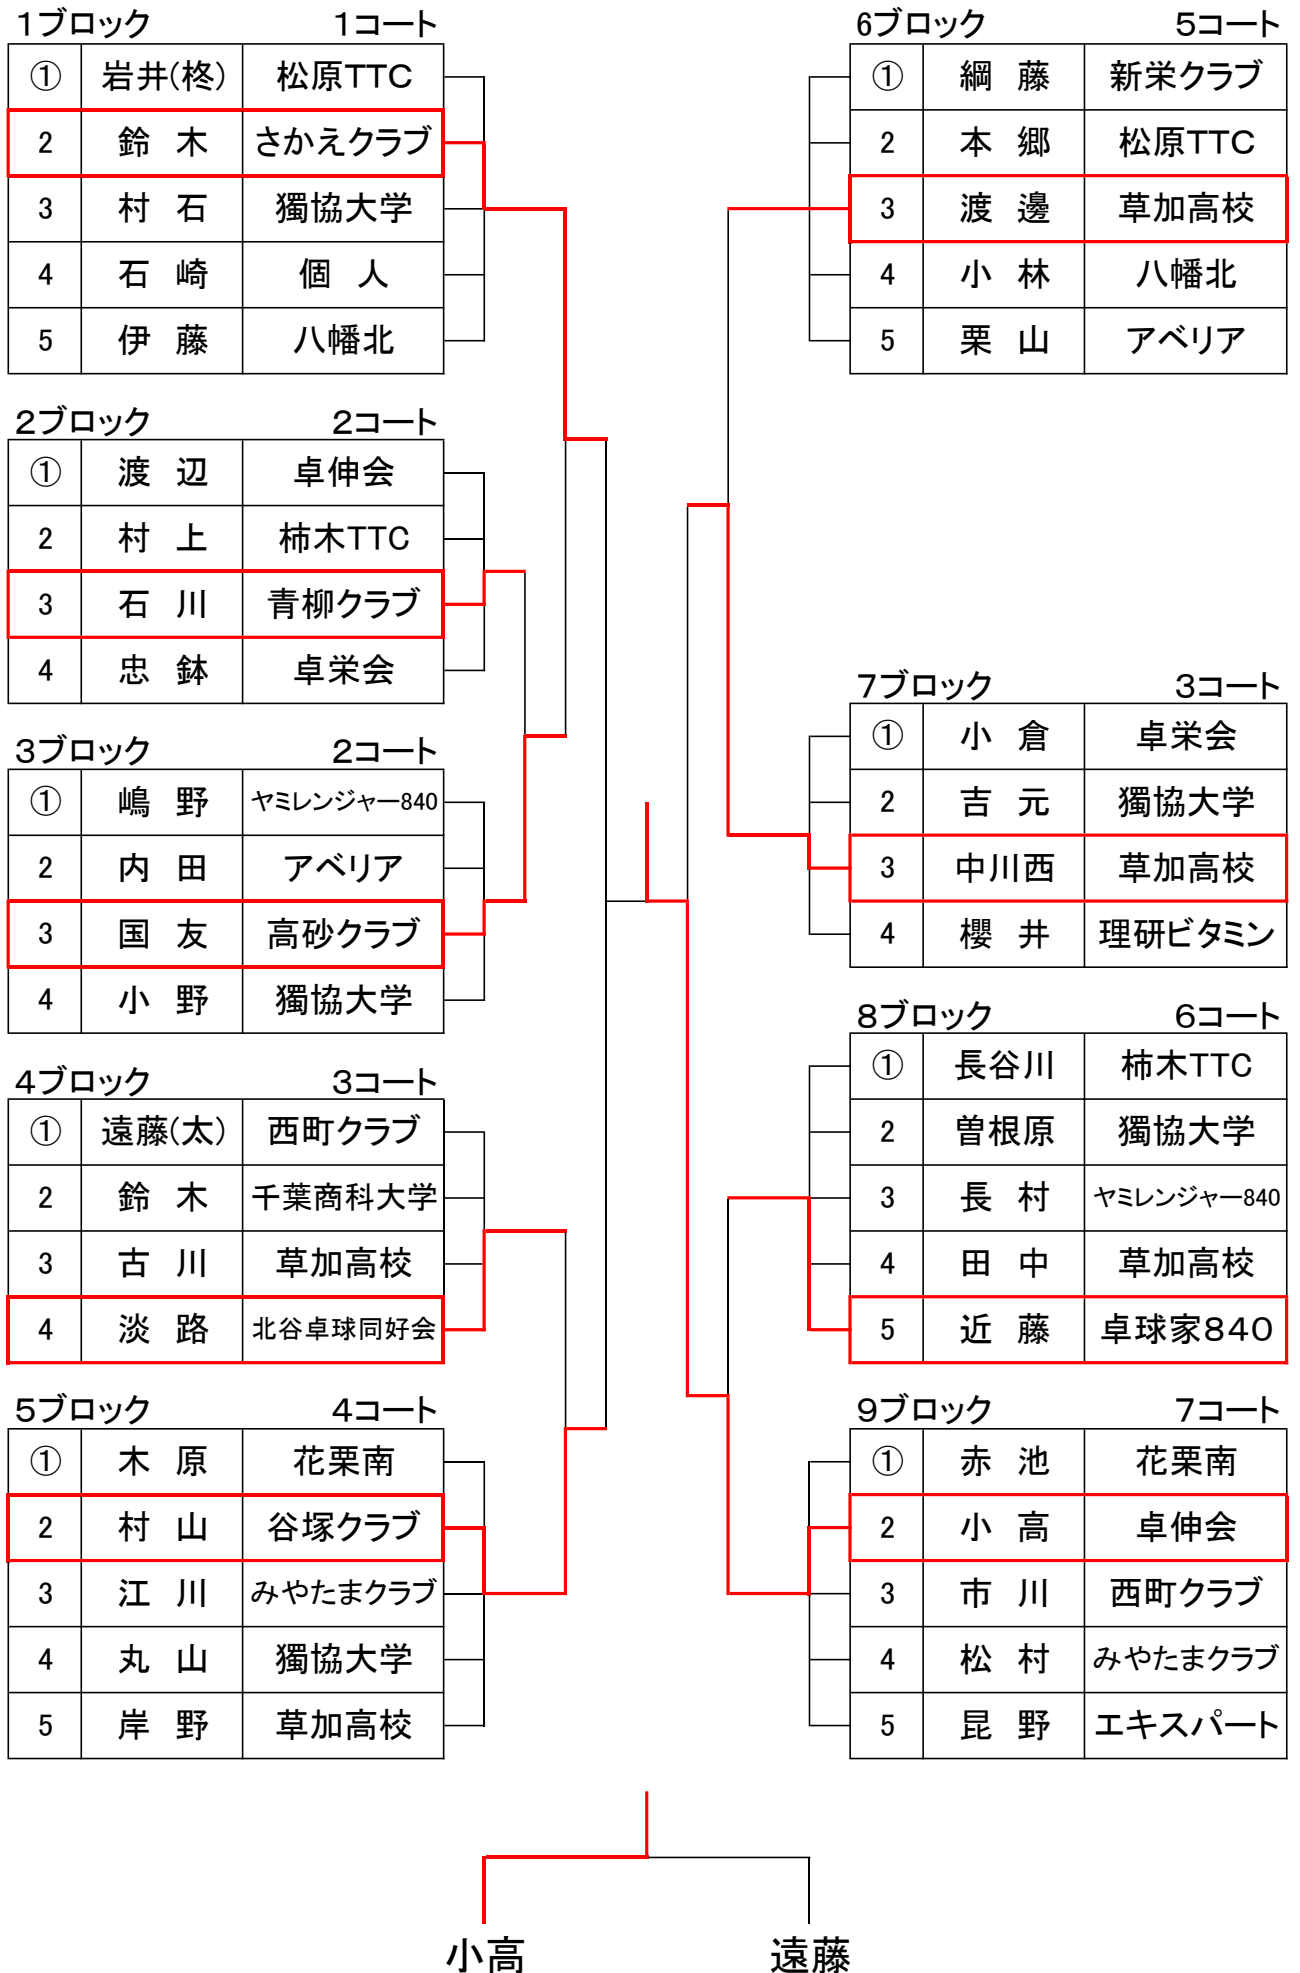 1ブロック 1コート
① 岩井(柊) 松原TTC
2 鈴 木 さかえクラブ
3 村 石 獨協大学
4 石 崎 個 人
5 伊 藤 八幡北
2ブロック 2コート
① 渡 辺 卓伸会
2 村 上 柿木TTC
3 石 川 青柳クラブ
4 忠 鉢 卓栄会
3ブロック 2コート
① 嶋 野 ヤミレンジャー840
2 内 田 アベリア
3 国 友 高砂クラブ
4 小 野 獨協大学
4ブロック 3コート
① 遠藤(太) 西町クラブ
2 鈴 木 千葉商科大学
3 古 川 草加高校
4 淡 路 北谷卓球同好会
5ブロック 4コート
① 木 原 花栗南
2 村 山 谷塚クラブ
3 江 川 みやたまクラブ
4 丸 山 獨協大学
5 岸 野 草加高校
6ブロック 5コート
① 綱 藤 新栄クラブ
2 本 郷 松原TTC
3 渡 邊 草加高校
4 小 林 八幡北
5 栗 山 アベリア
7ブロック 3コート
① 小 倉 卓栄会
2 吉 元 獨協大学
3 中川西 草加高校
4 櫻 井 理研ビタミン
8ブロック 6コート
① 長谷川 柿木TTC
2 曽根原 獨協大学
3 長 村 ヤミレンジャー840
4 田 中 草加高校
5 近 藤 卓球家840
9ブロック 7コート
① 赤 池 花栗南
2 小 高 卓伸会
3 市 川 西町クラブ
4 松 村 みやたまクラブ
5 昆 野 エキスパート
小高 遠藤